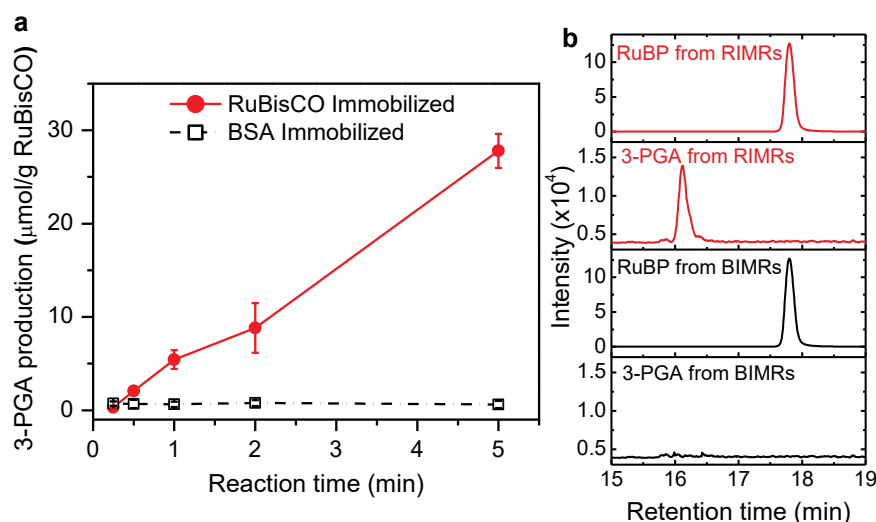 a
3-PGA production (μmol/g RuBisCO)
30
20
10
0
RuBisCO Immobilized
BSA Immobilized
0 1 2 3 4 5
Reaction time (min)
b
Intensity (x10⁴)
RuBP from RIMRs
10
5
0
3-PGA from RIMRs
1.5
1.0
0.5
RuBP from BIMRs
10
5
0
3-PGA from BIMRs
1.5
1.0
0.5
15 16 17 18 19
Retention time (min)